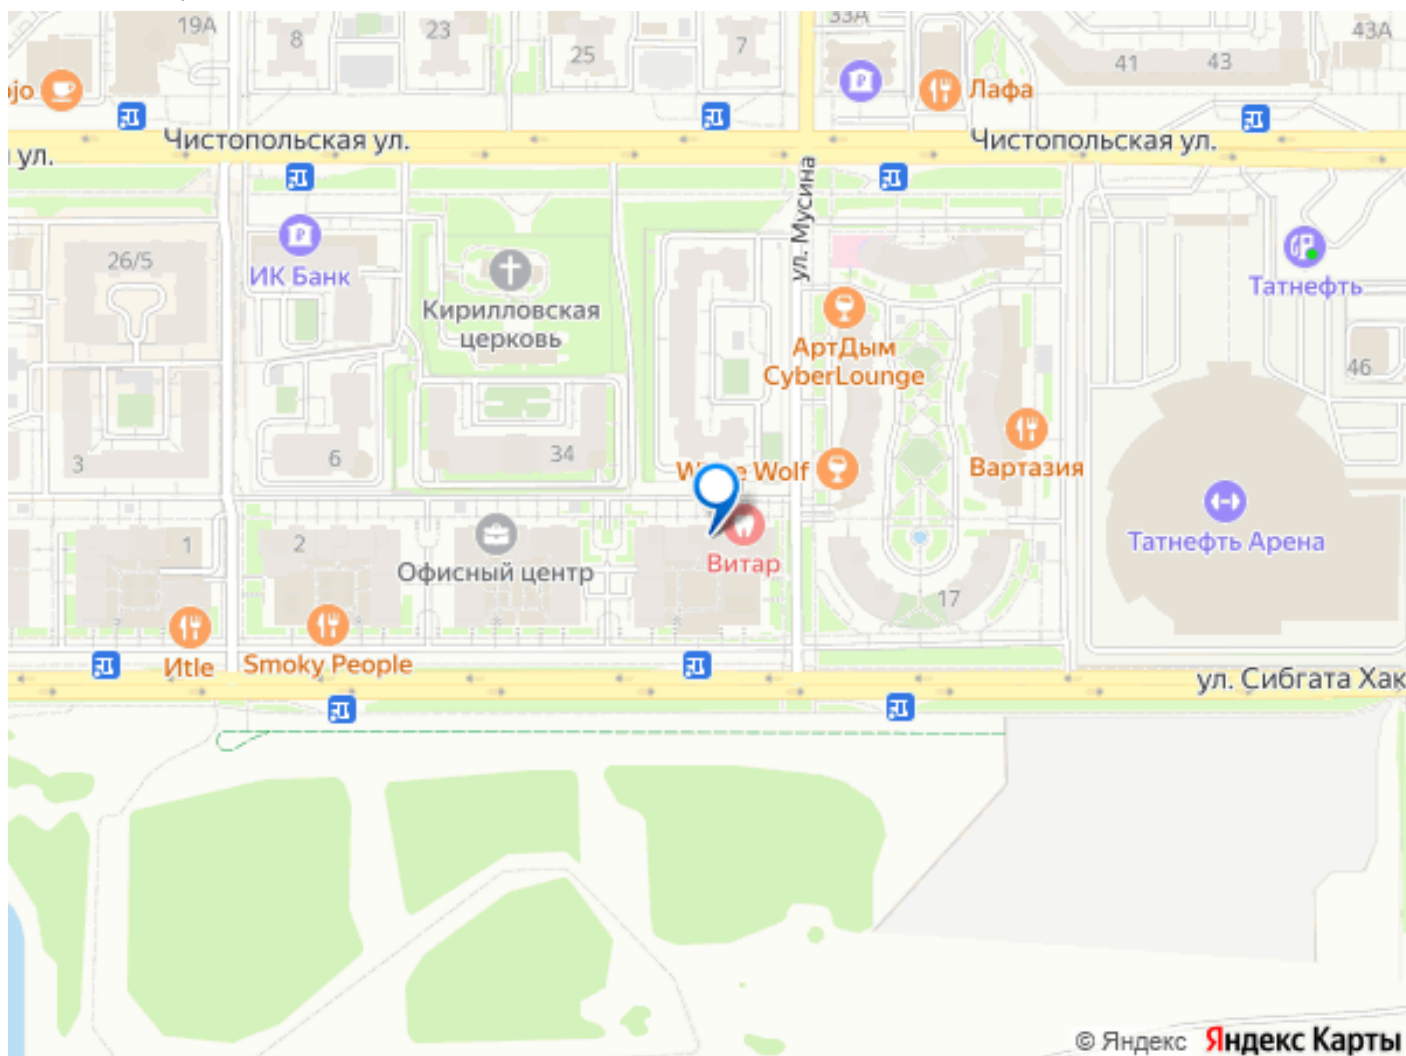 19А
8
23
25
7
33А
41
43
43А
ojo
Лафа
Чистопольская ул.
Чистопольская ул.
ул.
ул. Мусина
26/5
ИК Банк
Кирилловская
церковь
Татнефть
АртДым
CyberLounge
46
3
6
34
Wolf
Вартазия
Татнефть Арена
1
2
Офисный центр
Витар
17
Иtle
Smoky People
ул. Сибгата Хак
© Яндекс Яндекс Карты